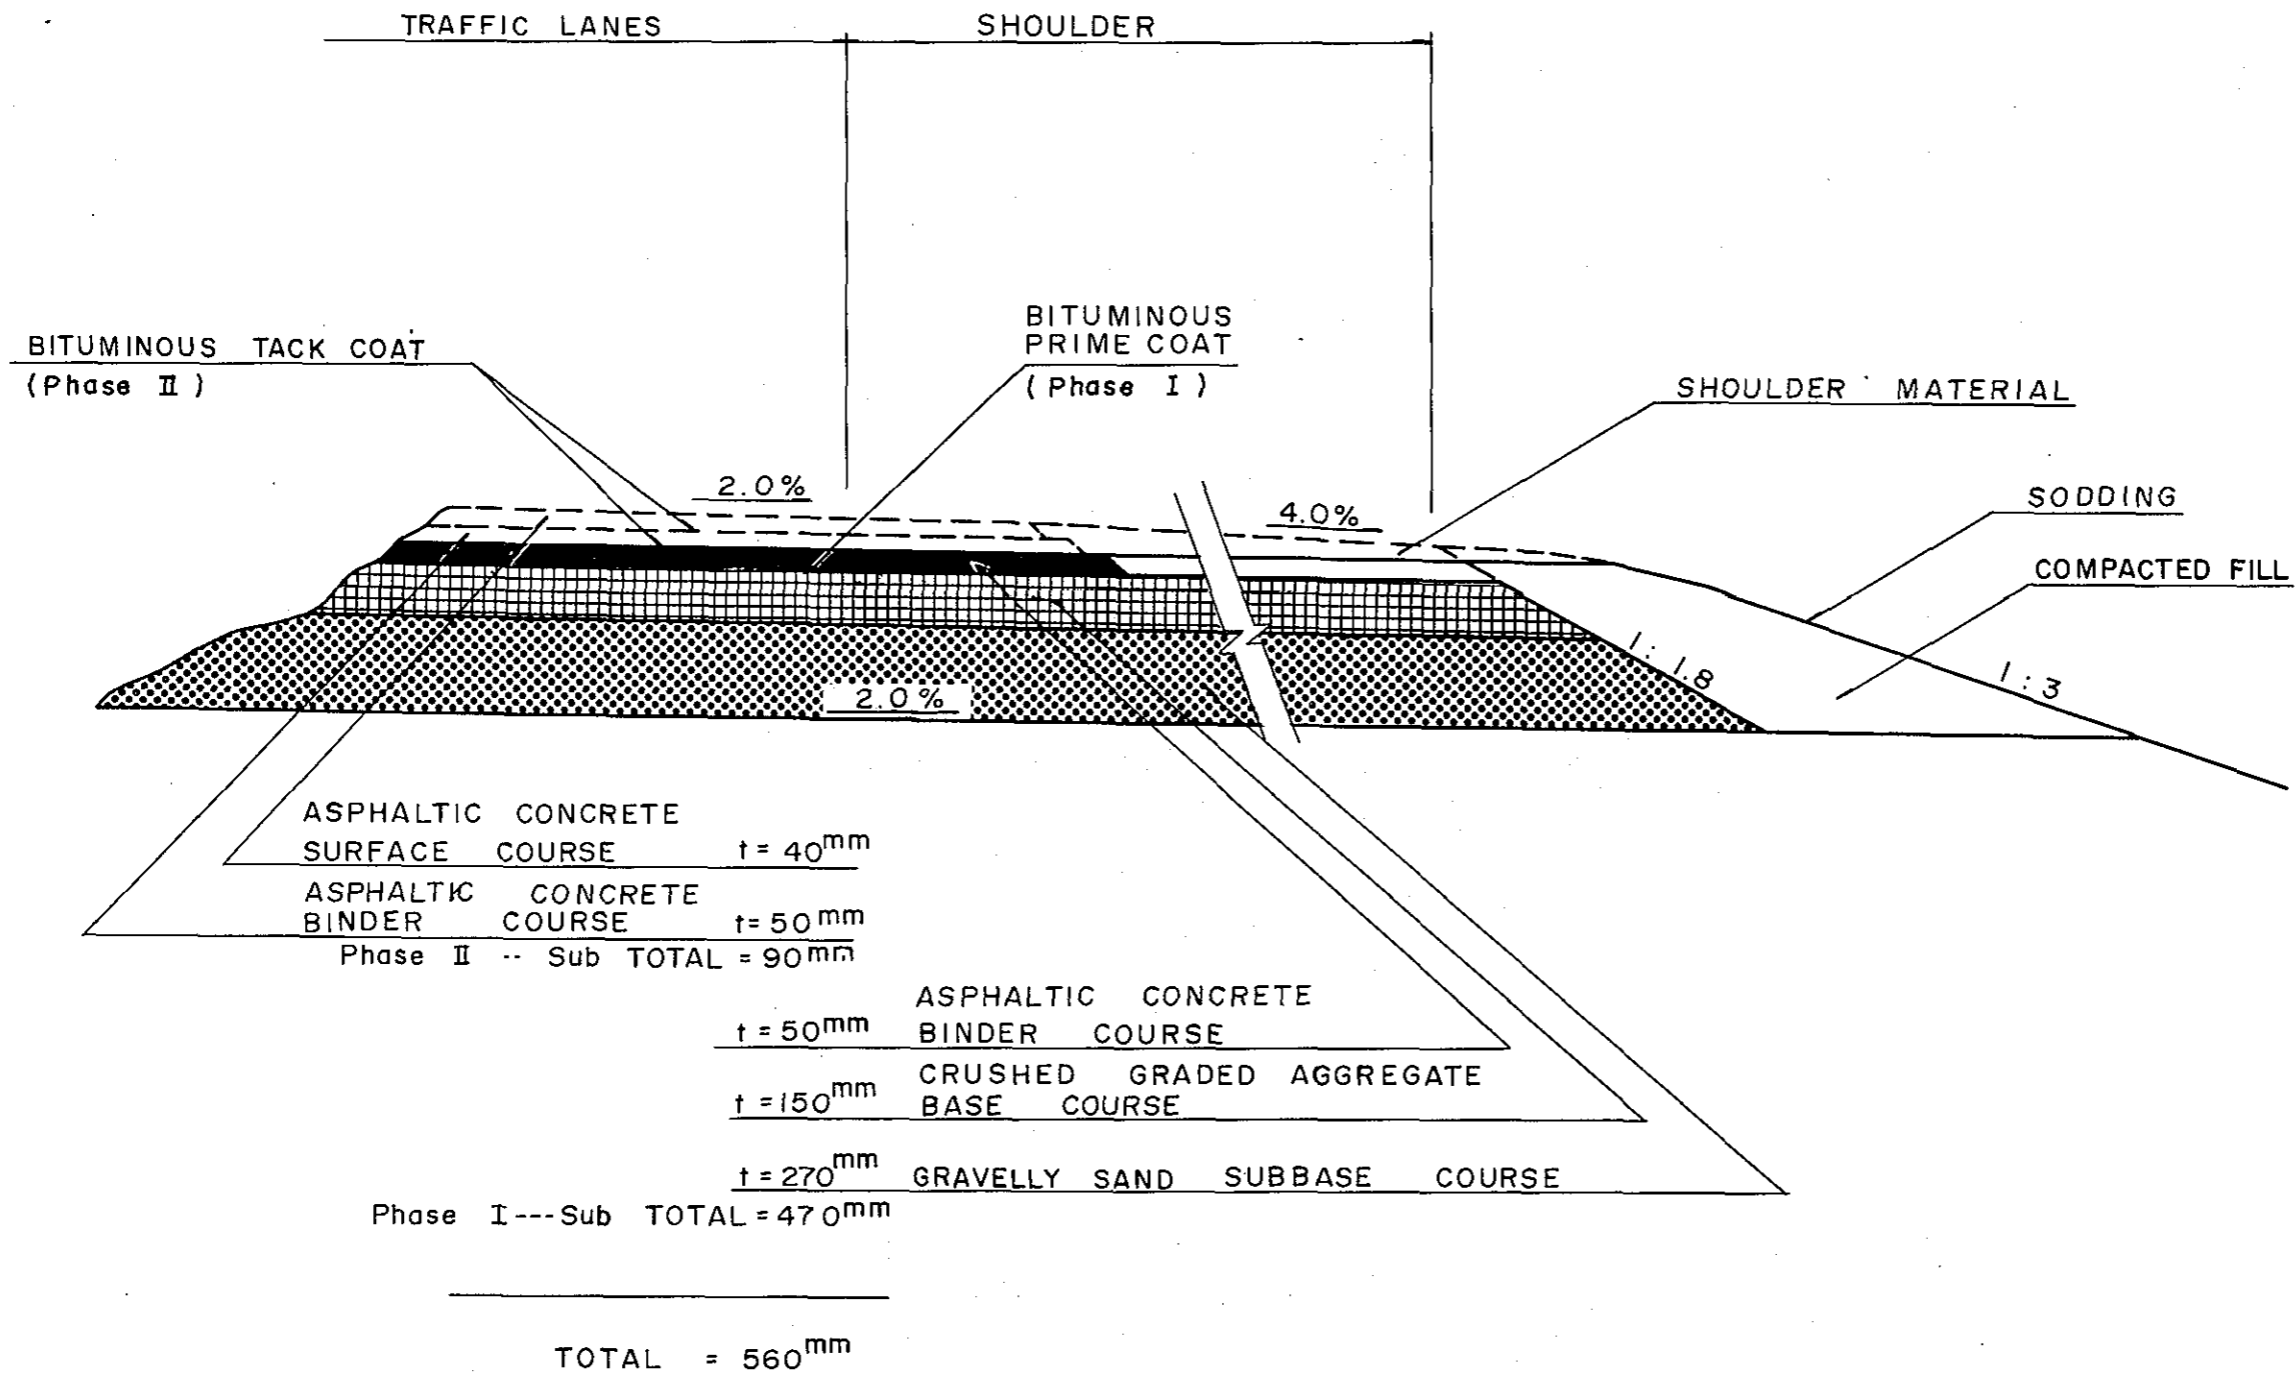 TRAFFIC LANES SHOULDER
BITUMINOUS TACK COAT
(Phase II)
BITUMINOUS
PRIME COAT
(Phase I)
SHOULDER MATERIAL
2.0%
4.0%
SODDING
COMPACTED FILL
1:1.8
1:3
2.0%
ASPHALTIC CONCRETE
SURFACE COURSE t = 40mm
ASPHALTIC CONCRETE
BINDER COURSE t = 50mm
Phase II -- Sub TOTAL = 90mm
ASPHALTIC CONCRETE
t = 50mm BINDER COURSE
CRUSHED GRADED AGGREGATE
t = 150mm BASE COURSE
t = 270mm GRAVELLY SAND SUBBASE COURSE
Phase I --- Sub TOTAL = 470mm
TOTAL = 560mm